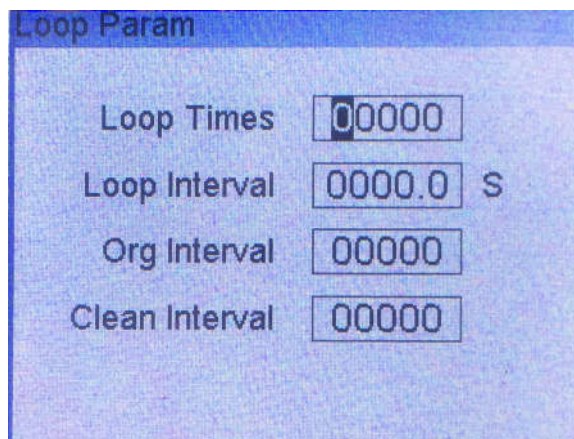 Loop Param
Loop Times 00000
Loop Interval 0000.0 S
Org Interval 00000
Clean Interval 00000